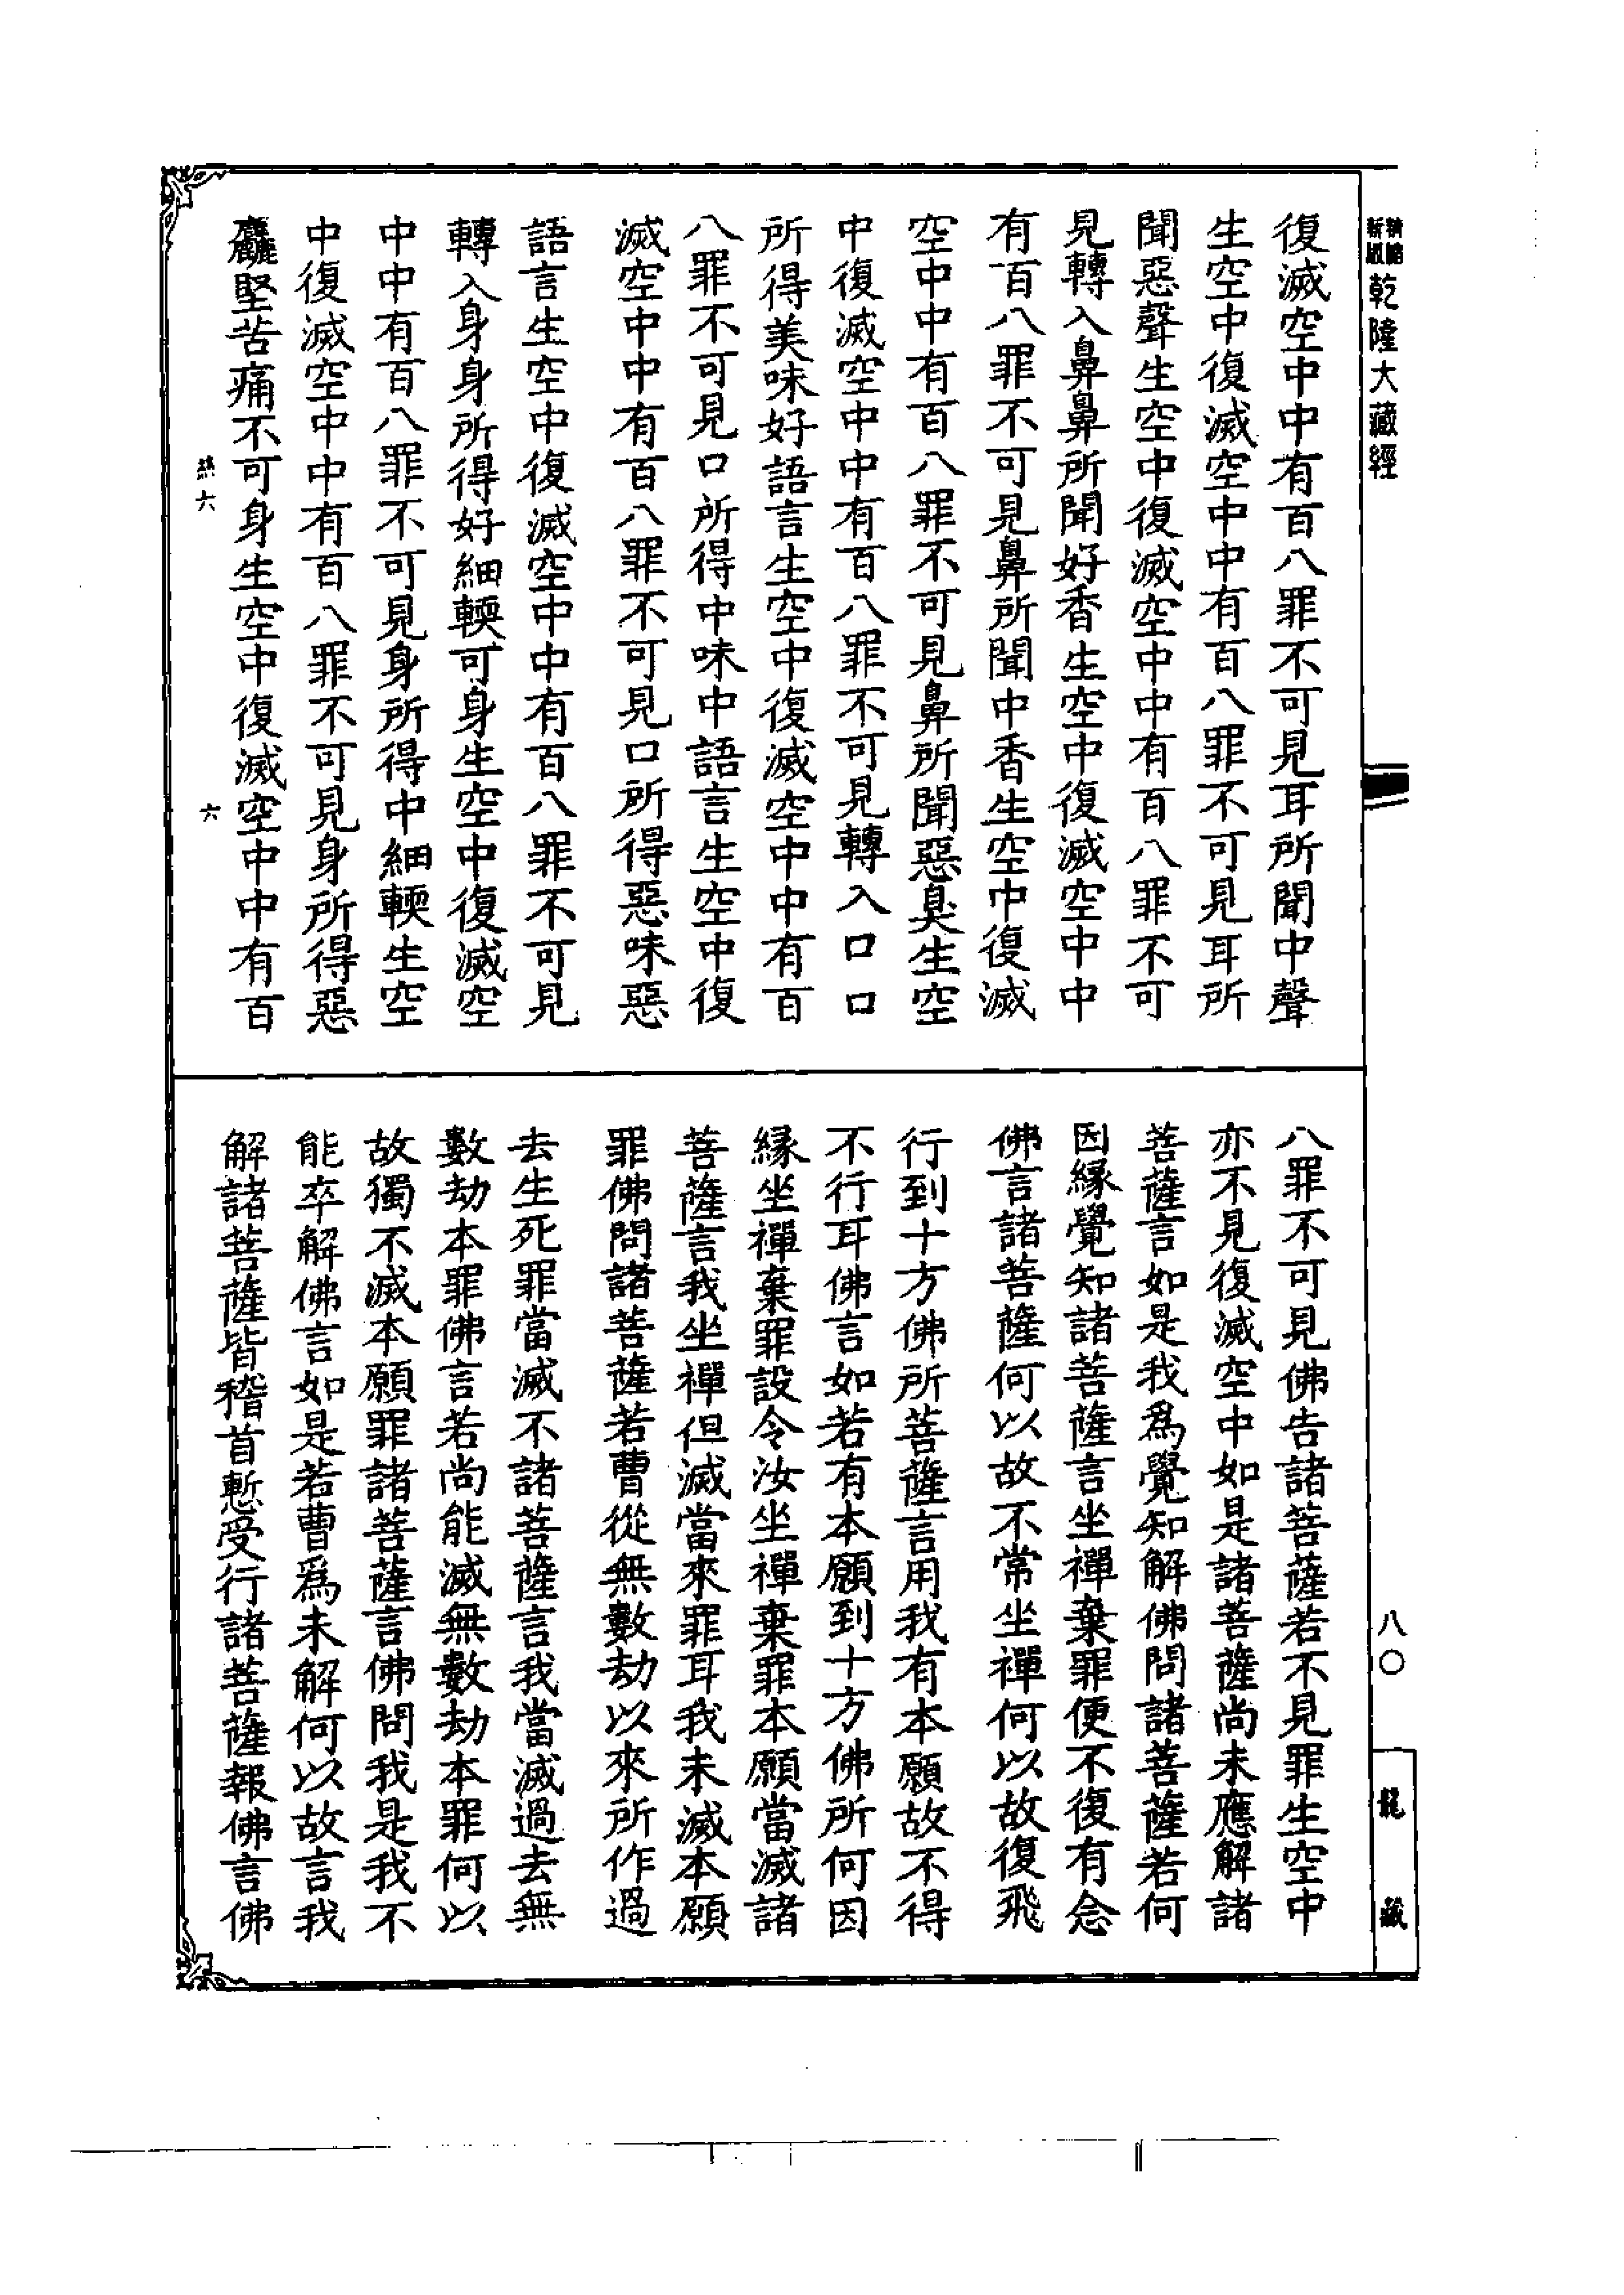 乾隆大藏經
復滅空中中有百八罪不可見耳所聞中聲
生空中復滅空中中有百八罪不可見耳所
聞惡聲生空中復滅空中中有百八罪不可
見轉入鼻鼻所聞好香生空中復滅空中中
有百八罪不可見鼻所聞中香生空中復滅
空中中有百八罪不可見鼻所聞惡臭生空
中復滅空中中有百八罪不可見轉入口口
所得美味好語言生空中復滅空中中有百
八罪不可見口所得中味中語言生空中復
滅空中中有百八罪不可見口所得惡味惡
語言生空中復滅空中中有百八罪不可見
轉入身身所得好細輭可身生空中復滅空
中中有百八罪不可見身所得中細輭生空
中復滅空中中有百八罪不可見身所得惡
麤堅苦痛不可身生空中復滅空中中有百
六
六
八罪不可見佛告諸菩薩若不見罪生空中
亦不見復滅空中如是諸菩薩尚未應解諸
菩薩言如是我爲覺知解佛問諸菩薩若何
因緣覺知諸菩薩言坐禪棄罪便不復有念
佛言諸菩薩何以故不常坐禪何以故復飛
行到十方佛所菩薩言用我有本願故不得
不行耳佛言如若有本願到十方佛所何因
緣坐禪棄罪設令汝坐禪棄罪本願當滅諸
菩薩言我坐禪但滅當來罪耳我未滅本願
罪佛問諸菩薩若曹從無數劫以來所作過
去生死罪當滅不諸菩薩言我當滅過去無
數劫本罪佛言若尚能滅無數劫本罪何以
故獨不滅本願罪諸菩薩言佛問我是我不
能卒解佛言如是若曹爲未解何以故言我
解諸菩薩皆稽首慙受行諸菩薩報佛言佛
八〇
龍藏